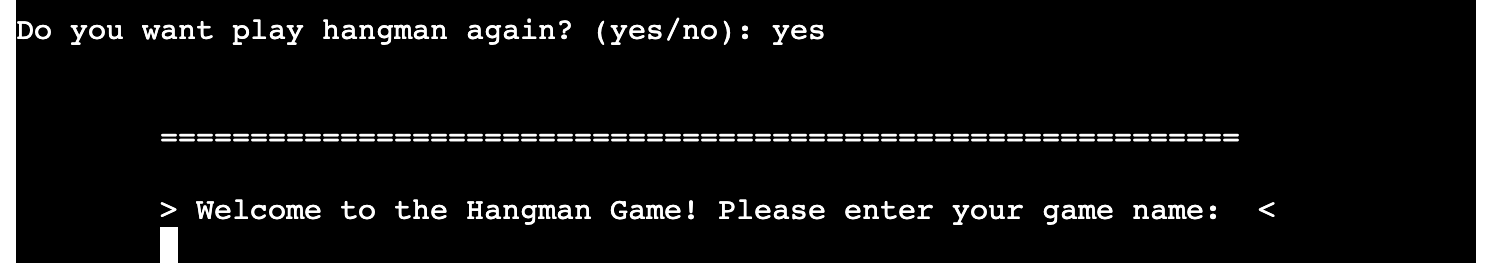 Do you want play hangman again? (yes/no): yes
============================================================
> Welcome to the Hangman Game! Please enter your game name:  <